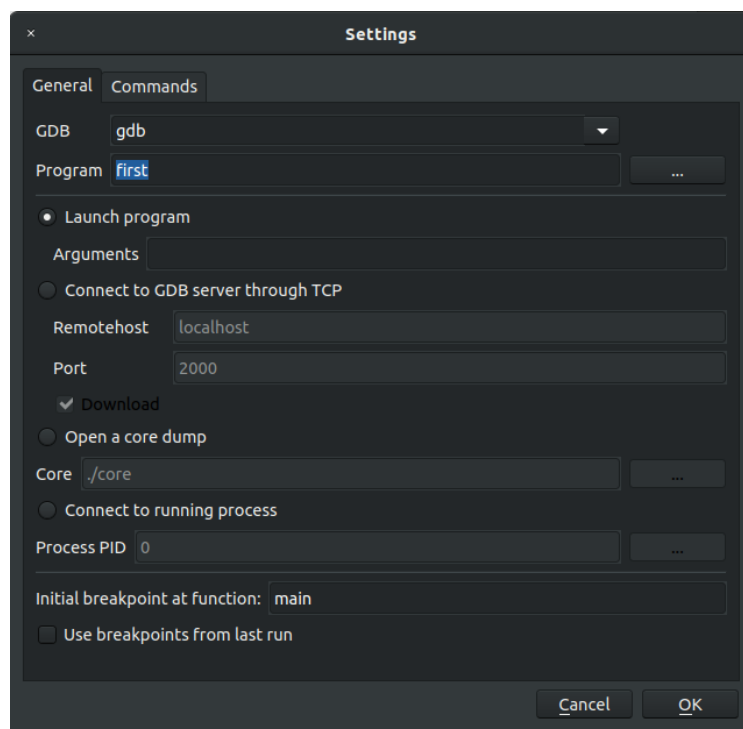 × Settings
General Commands
GDB gdb
Program first ...
Launch program
Arguments
Connect to GDB server through TCP
Remotehost localhost
Port 2000
Download
Open a core dump
Core ./core ...
Connect to running process
Process PID 0 ...
Initial breakpoint at function: main
Use breakpoints from last run
Cancel OK